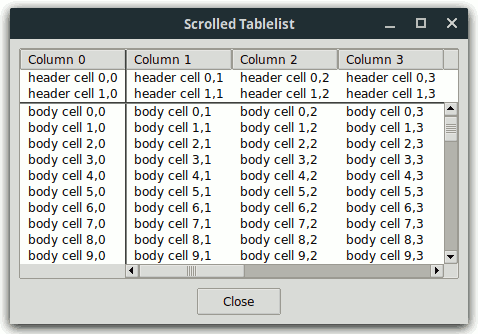 Scrolled Tablelist
Column 0 Column 1 Column 2 Column 3
header cell 0,0 header cell 0,1 header cell 0,2 header cell 0,3
header cell 1,0 header cell 1,1 header cell 1,2 header cell 1,3
body cell 0,0 body cell 0,1 body cell 0,2 body cell 0,3
body cell 1,0 body cell 1,1 body cell 1,2 body cell 1,3
body cell 2,0 body cell 2,1 body cell 2,2 body cell 2,3
body cell 3,0 body cell 3,1 body cell 3,2 body cell 3,3
body cell 4,0 body cell 4,1 body cell 4,2 body cell 4,3
body cell 5,0 body cell 5,1 body cell 5,2 body cell 5,3
body cell 6,0 body cell 6,1 body cell 6,2 body cell 6,3
body cell 7,0 body cell 7,1 body cell 7,2 body cell 7,3
body cell 8,0 body cell 8,1 body cell 8,2 body cell 8,3
body cell 9,0 body cell 9,1 body cell 9,2 body cell 9,3
Close